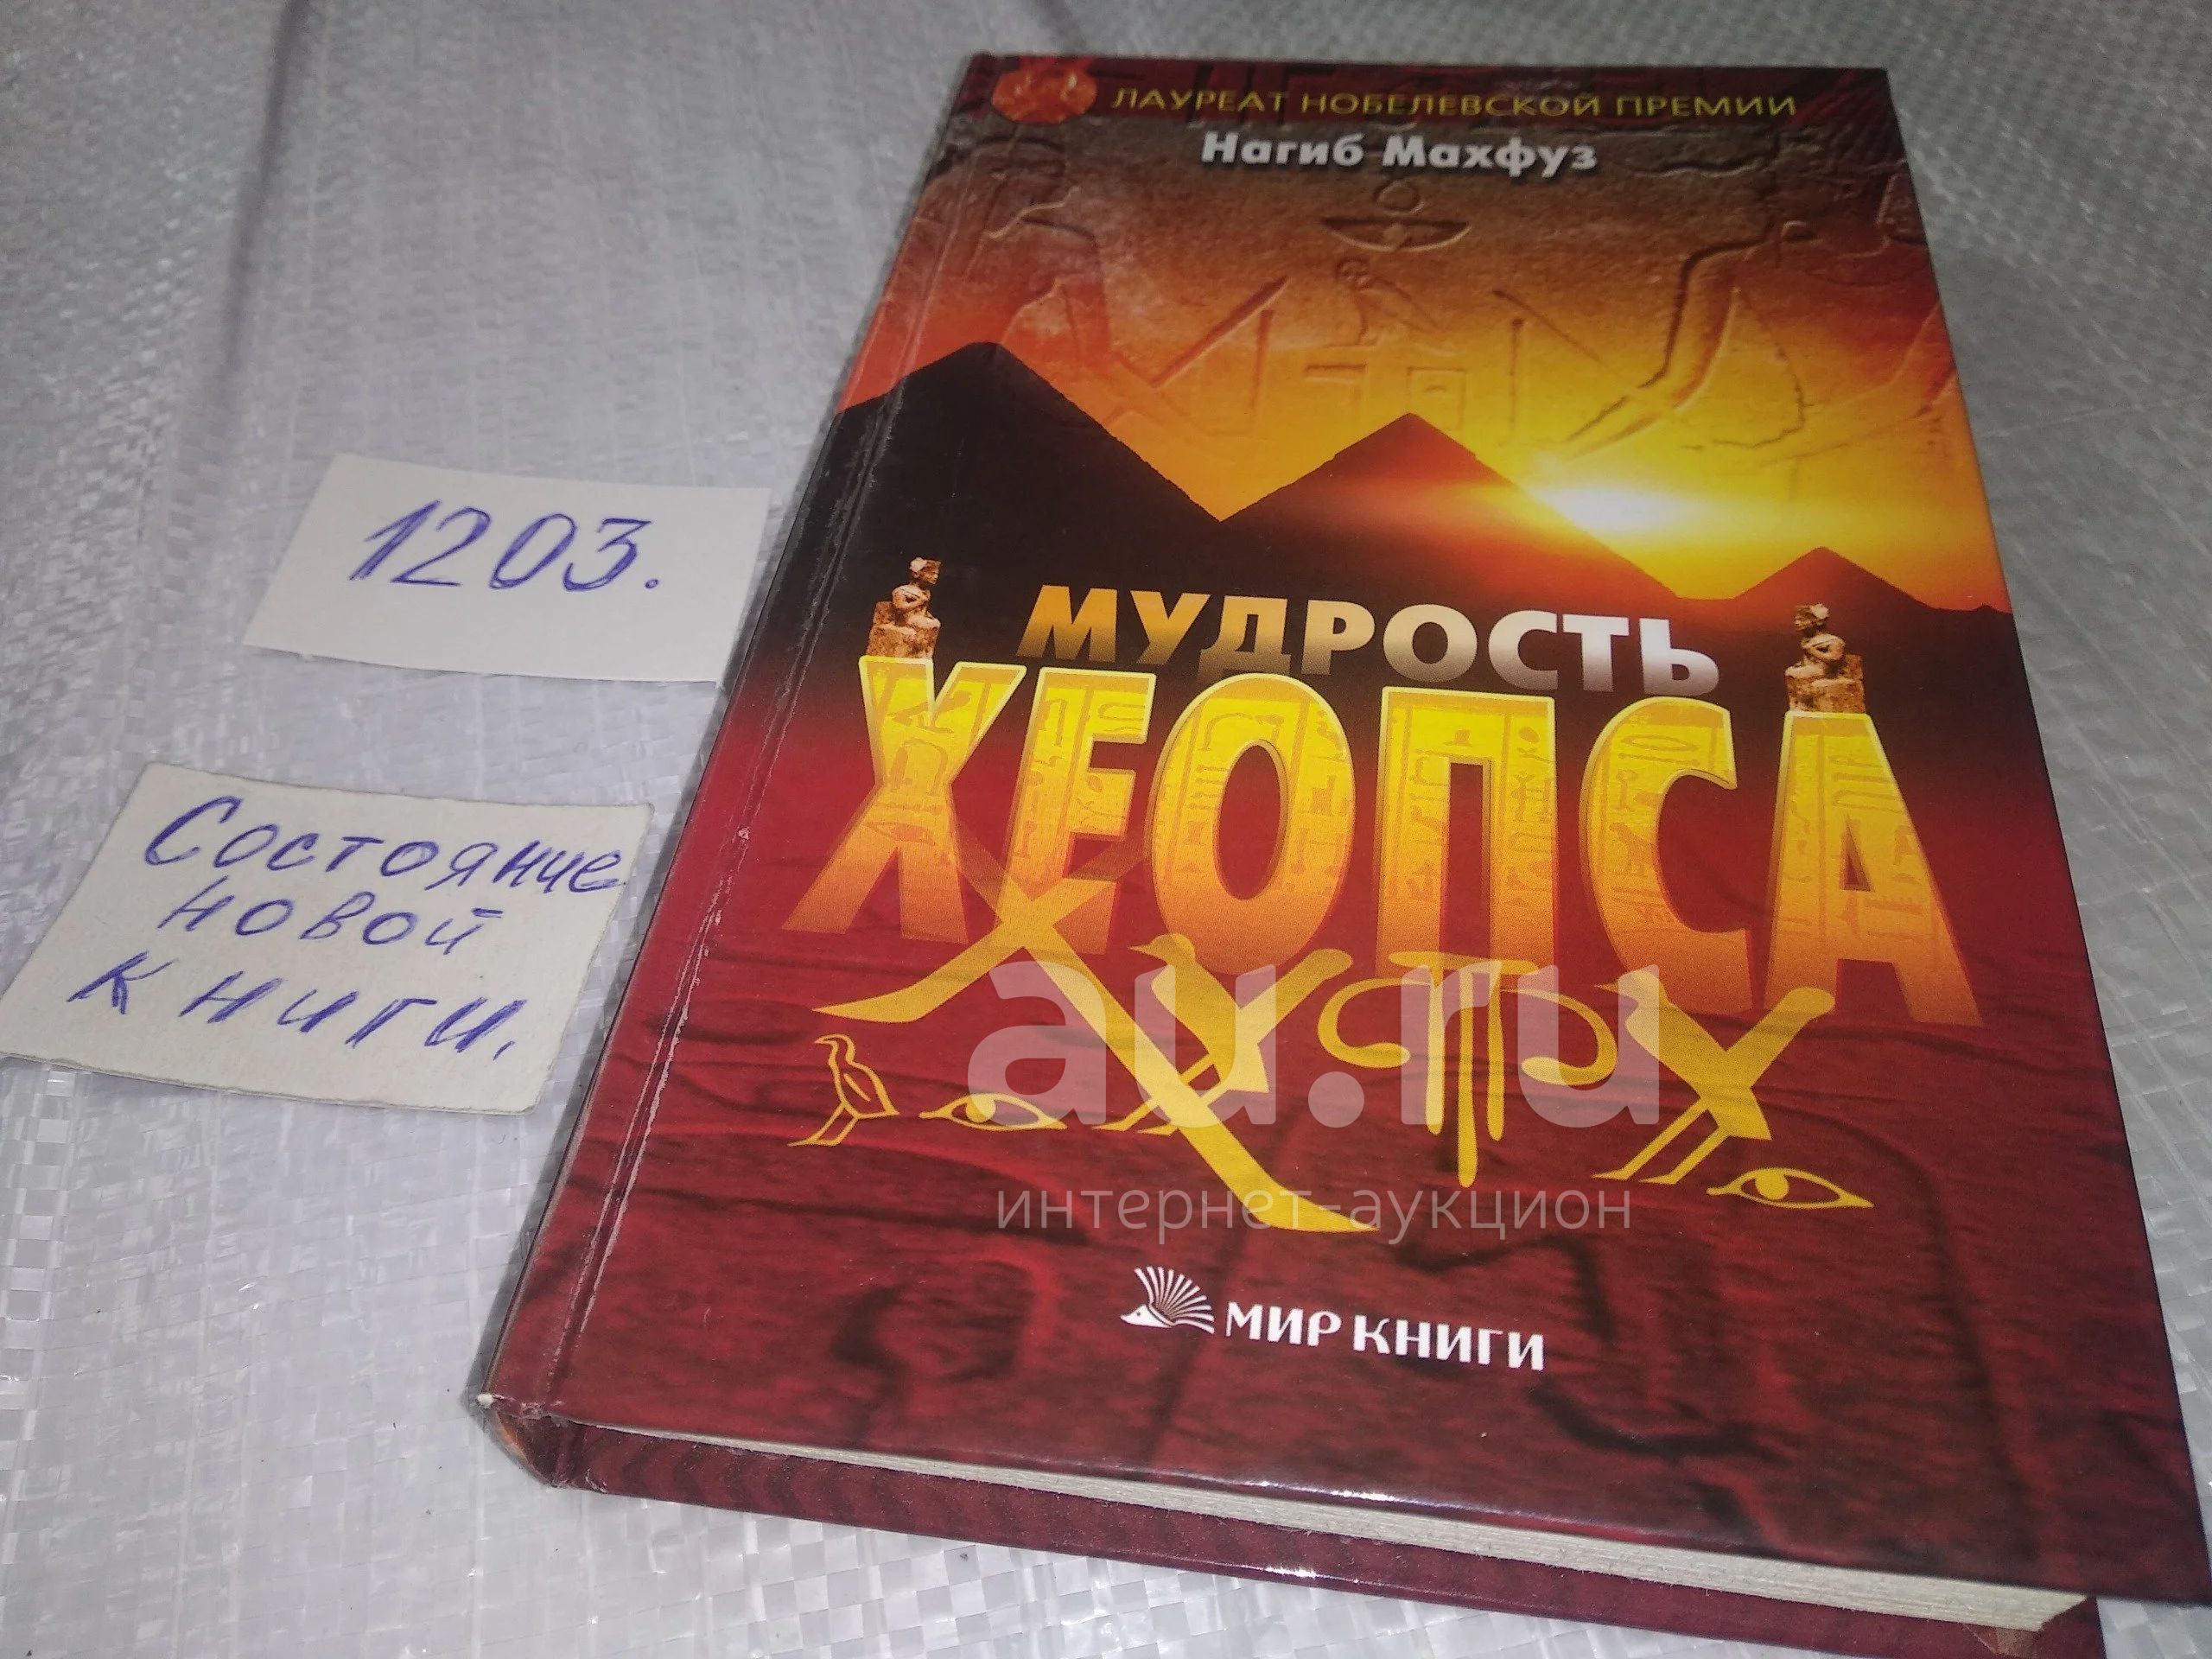 ЛАУРЕАТ НОБЕЛЕВСКОЙ ПРЕМИИ
Нагиб Махфуз
1203.
МУДРОСТЬ
ХЕОПСА
Состояние
новой
книги.
au.ru
интернет-аукцион
МИР КНИГИ